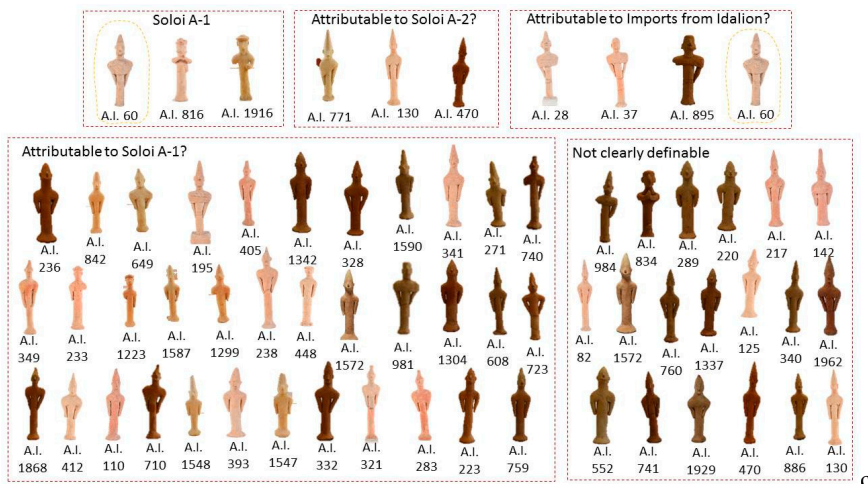 Soloi A-1
A.I. 60 A.I. 816 A.I. 1916
Attributable to Soloi A-2?
A.I. 771 A.I. 130 A.I. 470
Attributable to Imports from Idalion?
A.I. 28 A.I. 37 A.I. 895 A.I. 60
Attributable to Soloi A-1?
A.I. 236 A.I. 842 A.I. 649 A.I. 195 A.I. 405 A.I. 1342 A.I. 328 A.I. 1590 A.I. 341 A.I. 271 A.I. 740
A.I. 349 A.I. 233 A.I. 1223 A.I. 1587 A.I. 1299 A.I. 238 A.I. 448 A.I. 1572 A.I. 981 A.I. 1304 A.I. 608 A.I. 723
A.I. 1868 A.I. 412 A.I. 110 A.I. 710 A.I. 1548 A.I. 393 A.I. 1547 A.I. 332 A.I. 321 A.I. 283 A.I. 223 A.I. 759
Not clearly definable
A.I. 984 A.I. 834 A.I. 289 A.I. 220 A.I. 217 A.I. 142
A.I. 82 A.I. 1572 A.I. 760 A.I. 1337 A.I. 125 A.I. 340 A.I. 1962
A.I. 552 A.I. 741 A.I. 1929 A.I. 470 A.I. 886 A.I. 130